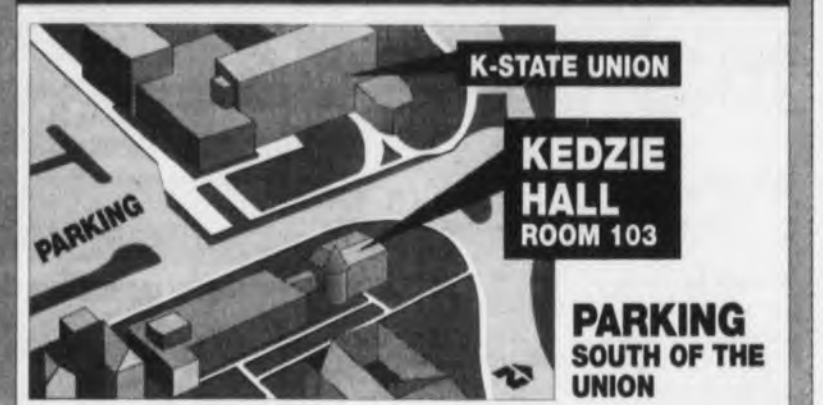 K-STATE UNION
KEDZIE
HALL
ROOM 103
PARKING
PARKING
SOUTH OF THE
UNION